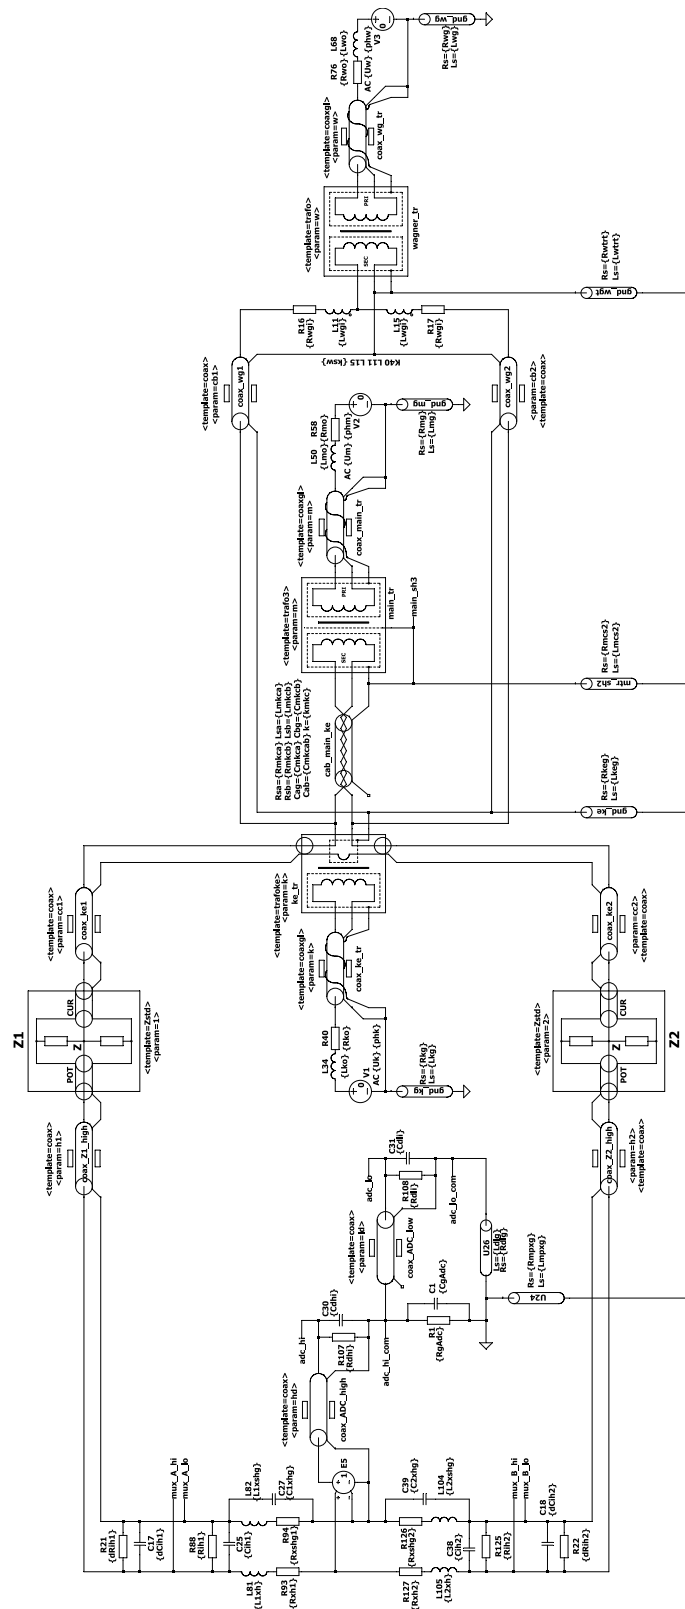 gnd_wg
Rs={Rwg}
Ls={Lwg}
V3
AC {Uw} {phw}
L68
{Rwo} {Lwo}
R76
<template=coaxgl>
<param=w>
coax_wg_tr
<template=trafo>
<param=w>
PRI
SEC
wagner_tr
Rs={Rwtrt}
Ls={Lwtrt}
gnd_wgt
R16
{Rwgi}
L11
{Lwgi}
L15
{Lwgi}
R17
{Rwgi}
K40 L11 L15 {ksw}
<template=coax>
<param=cb1>
coax_wg1
coax_wg2
<param=cb2>
<template=coax>
V2
AC {Um} {phm}
R58
L50
{Lmo} {Rmo}
gnd_mg
Rs={Rmg}
Ls={Lmg}
<template=coaxgl>
<param=m>
coax_main_tr
<template=trafo3>
<param=m>
PRI
SEC
main_tr
main_sh3
Rs={Rmcs2}
Ls={Lmcs2}
mtr_sh2
Rsa={Rmkca} Lsa={Lmkca}
Rsb={Rmkcb} Lsb={Lmkcb}
Cag={Cmkca} Cbg={Cmkcb}
Cab={Cmkcab} k={kmkc}
cab_main_ke
Rs={Rkeg}
Ls={Lkeg}
gnd_ke
<template=trafoke>
<param=k>
ke_tr
<template=coaxgl>
<param=k>
coax_ke_tr
R40
L34
{Lko} {Rko}
V1
AC {Uk} {phk}
gnd_kg
Rs={Rkg}
Ls={Lkg}
<template=coax>
<param=cc1>
coax_ke1
coax_ke2
<param=cc2>
<template=coax>
Z1
CUR
Z
POT
<template=Zstd>
<param=1>
<template=Zstd>
<param=2>
CUR
Z
POT
Z2
<template=coax>
<param=h1>
coax_Z1_high
coax_Z2_high
<param=h2>
<template=coax>
adc_lo
C31
{Cdli}
R108
{Rdli}
adc_lo_com
<template=coax>
<param=ld>
coax_ADC_low
U26
Ls={Ldlg}
Rs={Rdlg}
Rs={Rmpxg}
Ls={Lmpxg}
U24
adc_hi
C30
{Cdhi}
R107
{Rdhi}
adc_hi_com
C1
{CgAdc}
R1
{RgAdc}
<template=coax>
<param=hd>
coax_ADC_high
E5
1
mux_A_hi
mux_A_lo
R21
{dRih1}
C17
{dCih1}
R88
{Rih1}
C25
{Cih1}
L82
{L1xshg}
C27
{C1xhg}
R94
{Rxshg1}
L81
{L1xh}
R93
{Rxh1}
C39
{C2xhg}
L104
{L2xshg}
R126
{Rxshg2}
R127
{Rxh2}
L105
{L2xh}
C38
{Cih2}
R125
{Rih2}
mux_B_hi
mux_B_lo
C18
{dCih2}
R22
{dRih2}